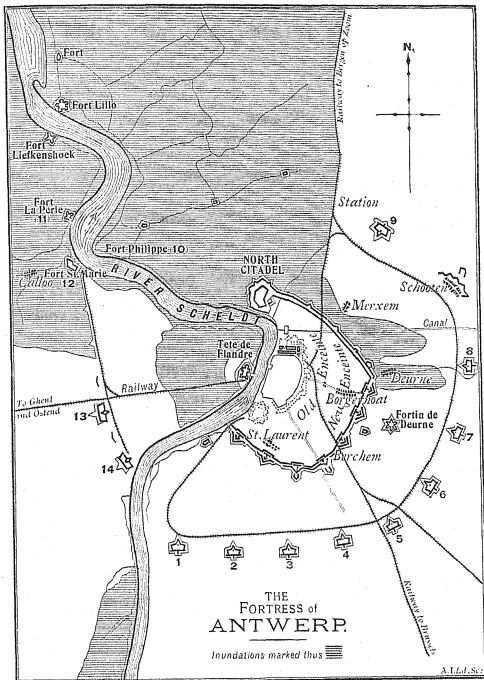 N.
Railway to Bergen op Zoom
Fort
Fort Lillo
Fort
Liefkenshoek
Fort
La Perle
11
Station
9
Fort Philippe 10
NORTH
CITADEL
Fort St. Marie
Calloo 12
RIVER SCHELDT
Schooten
Merxem
Canal
Tete de
Flandre
Old Enceinte
New Enceinte
8
Deurne
Borgerhout
Railway
To Ghent
and Ostend
13
Fortin de
Deurne
7
St. Laurent
Berchem
14
6
5
1
2
3
4
Railway to Brussels
THE
FORTRESS of
ANTWERP.
Inundations marked thus